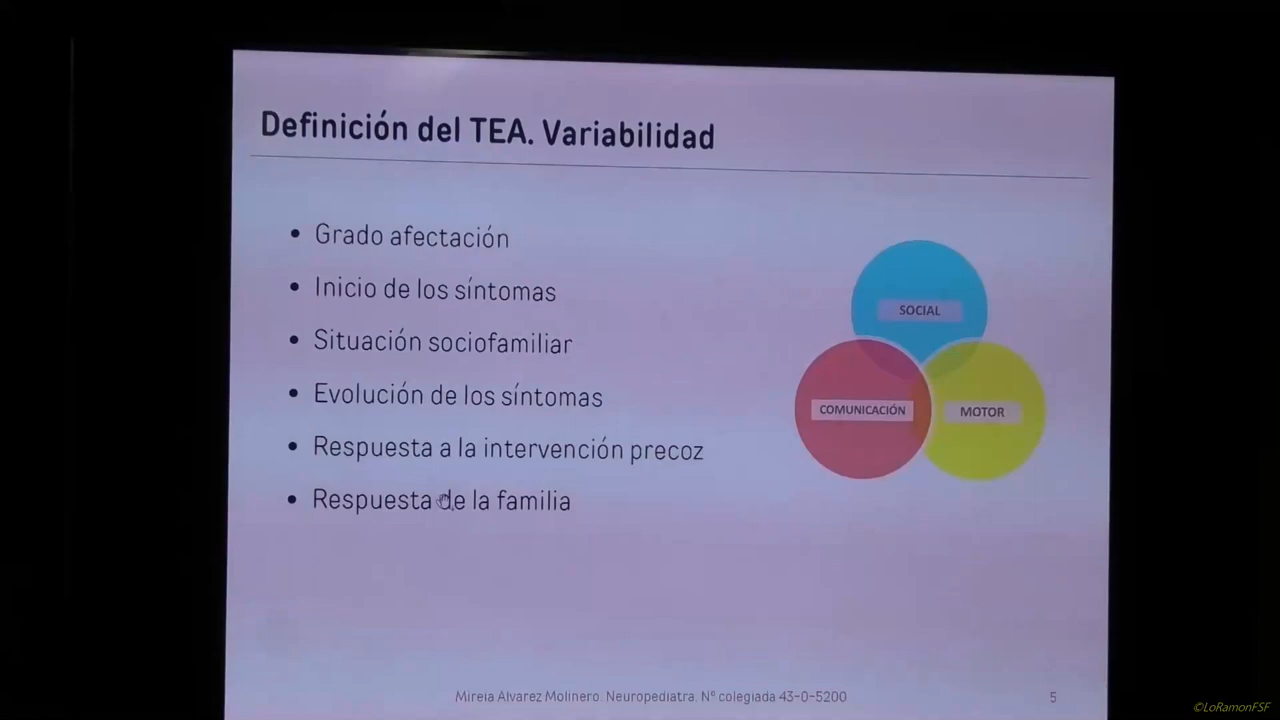 Definición del TEA. Variabilidad
• Grado afectación
• Inicio de los síntomas
• Situación sociofamiliar
• Evolución de los síntomas
• Respuesta a la intervención precoz
• Respuesta de la familia
SOCIAL
COMUNICACIÓN
MOTOR
Mireia Alvarez Molinero. Neuropediatra. Nº colegiada 43-0-5200
5
©LoRamonFSF